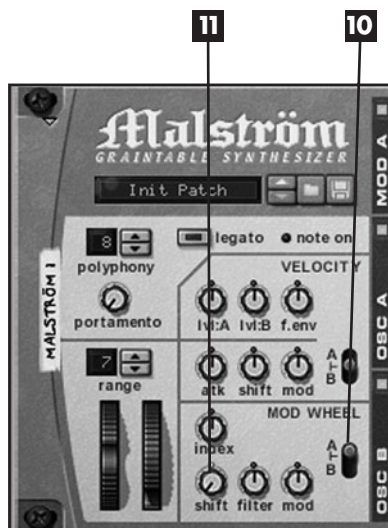 11 10
Malström
GRAINTABLE SYNTHESIZER
Init Patch
8
legato
note on
polyphony
VELOCITY
portamento
lvl:A lvl:B f.env
A
B
7
range
atk shift mod
MOD WHEEL
index
A
B
shift filter mod
MALSTRÖM 1
MOD A
OSC A
OSC B